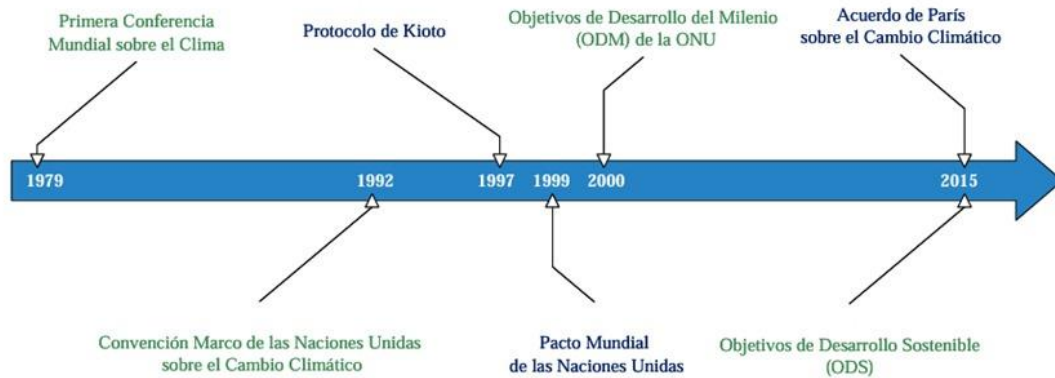 Primera Conferencia
Mundial sobre el Clima
Protocolo de Kioto
Objetivos de Desarrollo del Milenio
(ODM) de la ONU
Acuerdo de París
sobre el Cambio Climático
1979
1992
1997
1999
2000
2015
Convención Marco de las Naciones Unidas
sobre el Cambio Climático
Pacto Mundial
de las Naciones Unidas
Objetivos de Desarrollo Sostenible
(ODS)